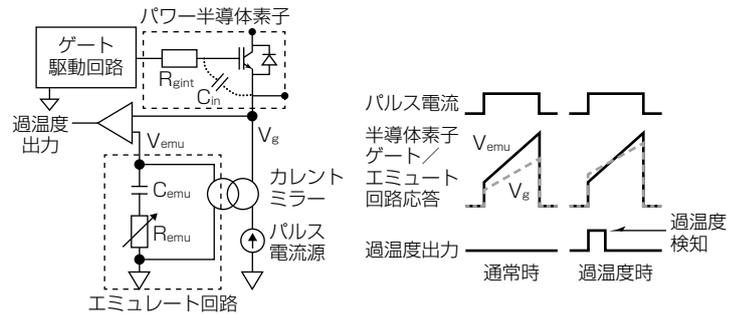 パワー半導体素子
ゲート
駆動回路
Rgint
Cin
過温度
出力
Vemu
Vg
Cemu
Remu
カレント
ミラー
パルス
電流源
エミュレート回路
パルス電流
半導体素子
ゲート／
エミュート
回路応答
Vemu
Vg
過温度出力
過温度
検知
通常時
過温度時